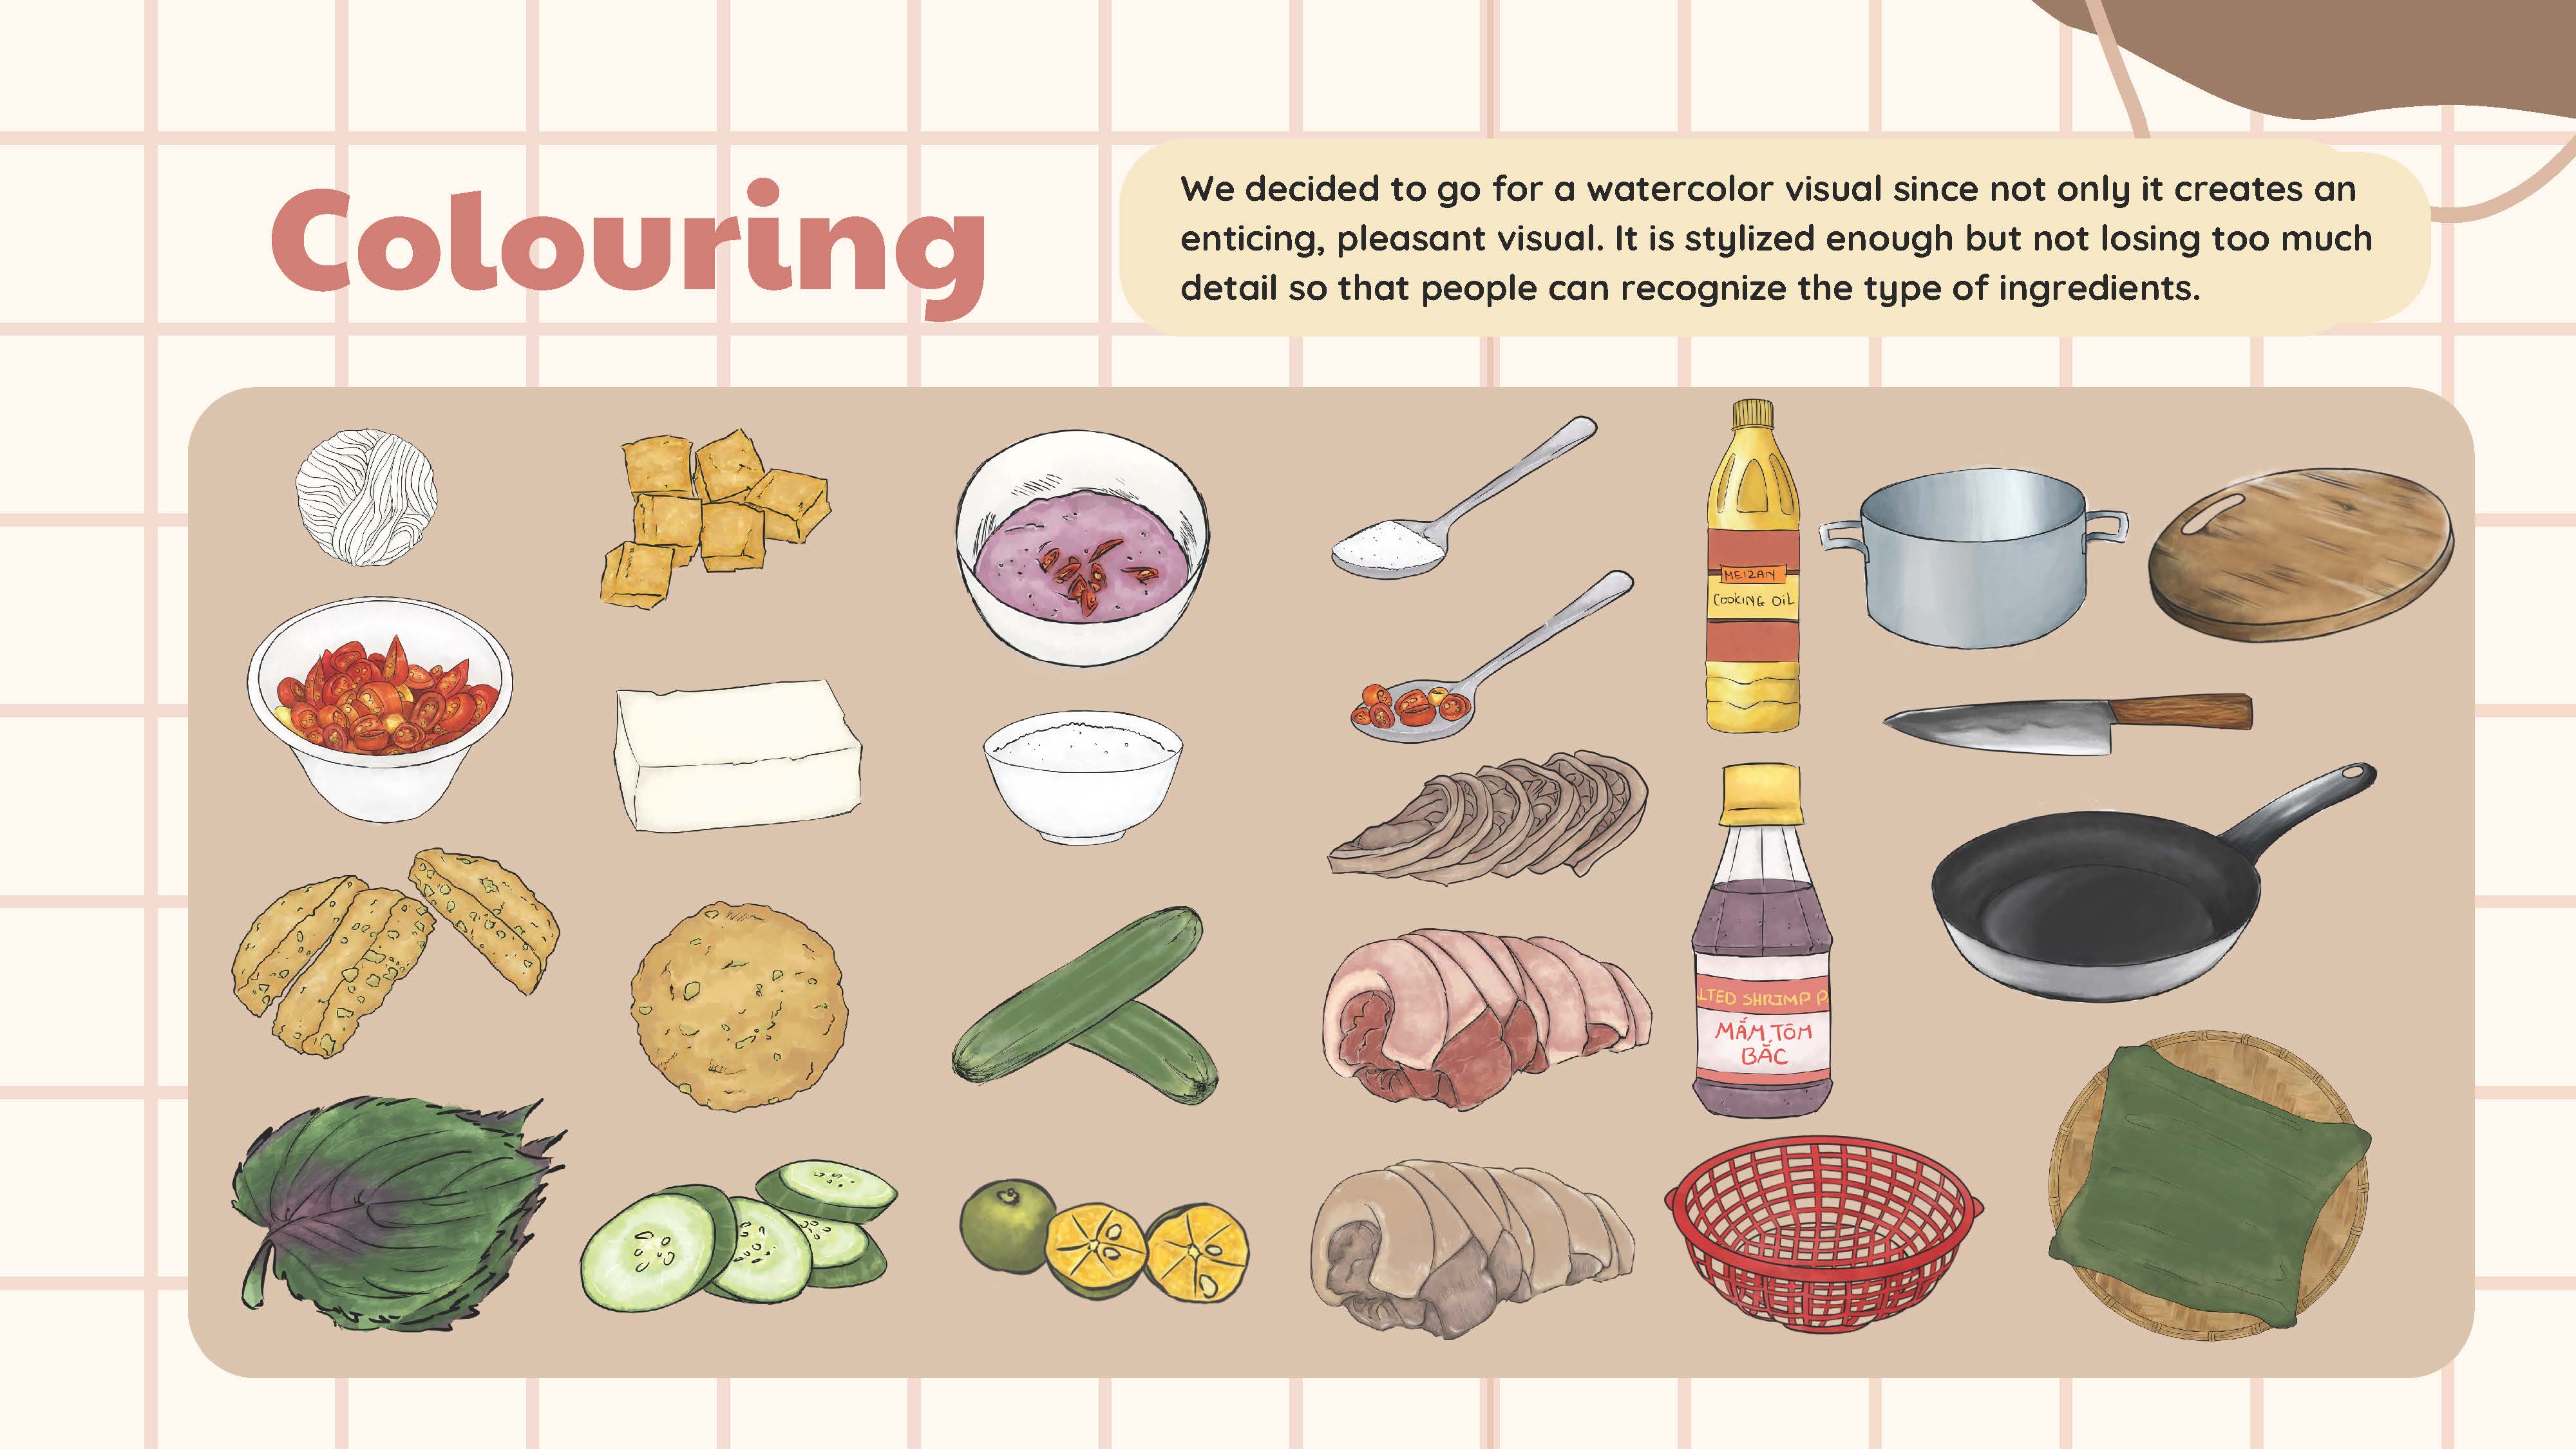 Colouring
We decided to go for a watercolor visual since not only it creates an
enticing, pleasant visual. It is stylized enough but not losing too much
detail so that people can recognize the type of ingredients.
MEIZAN
COOKING OIL
LTED SHRIMP P
MẮM TÔM
BẮC